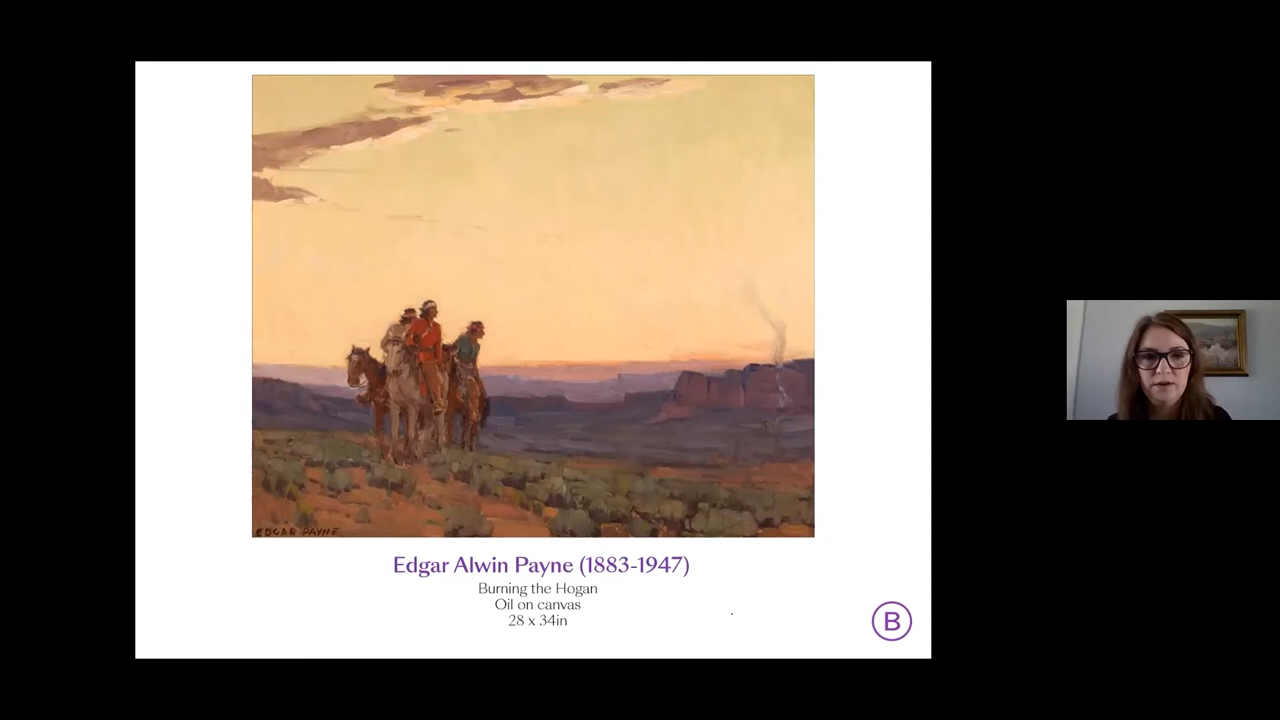 EDGAR PAYNE
Edgar Alwin Payne (1883-1947)
Burning the Hogan
Oil on canvas
28 x 34in
B